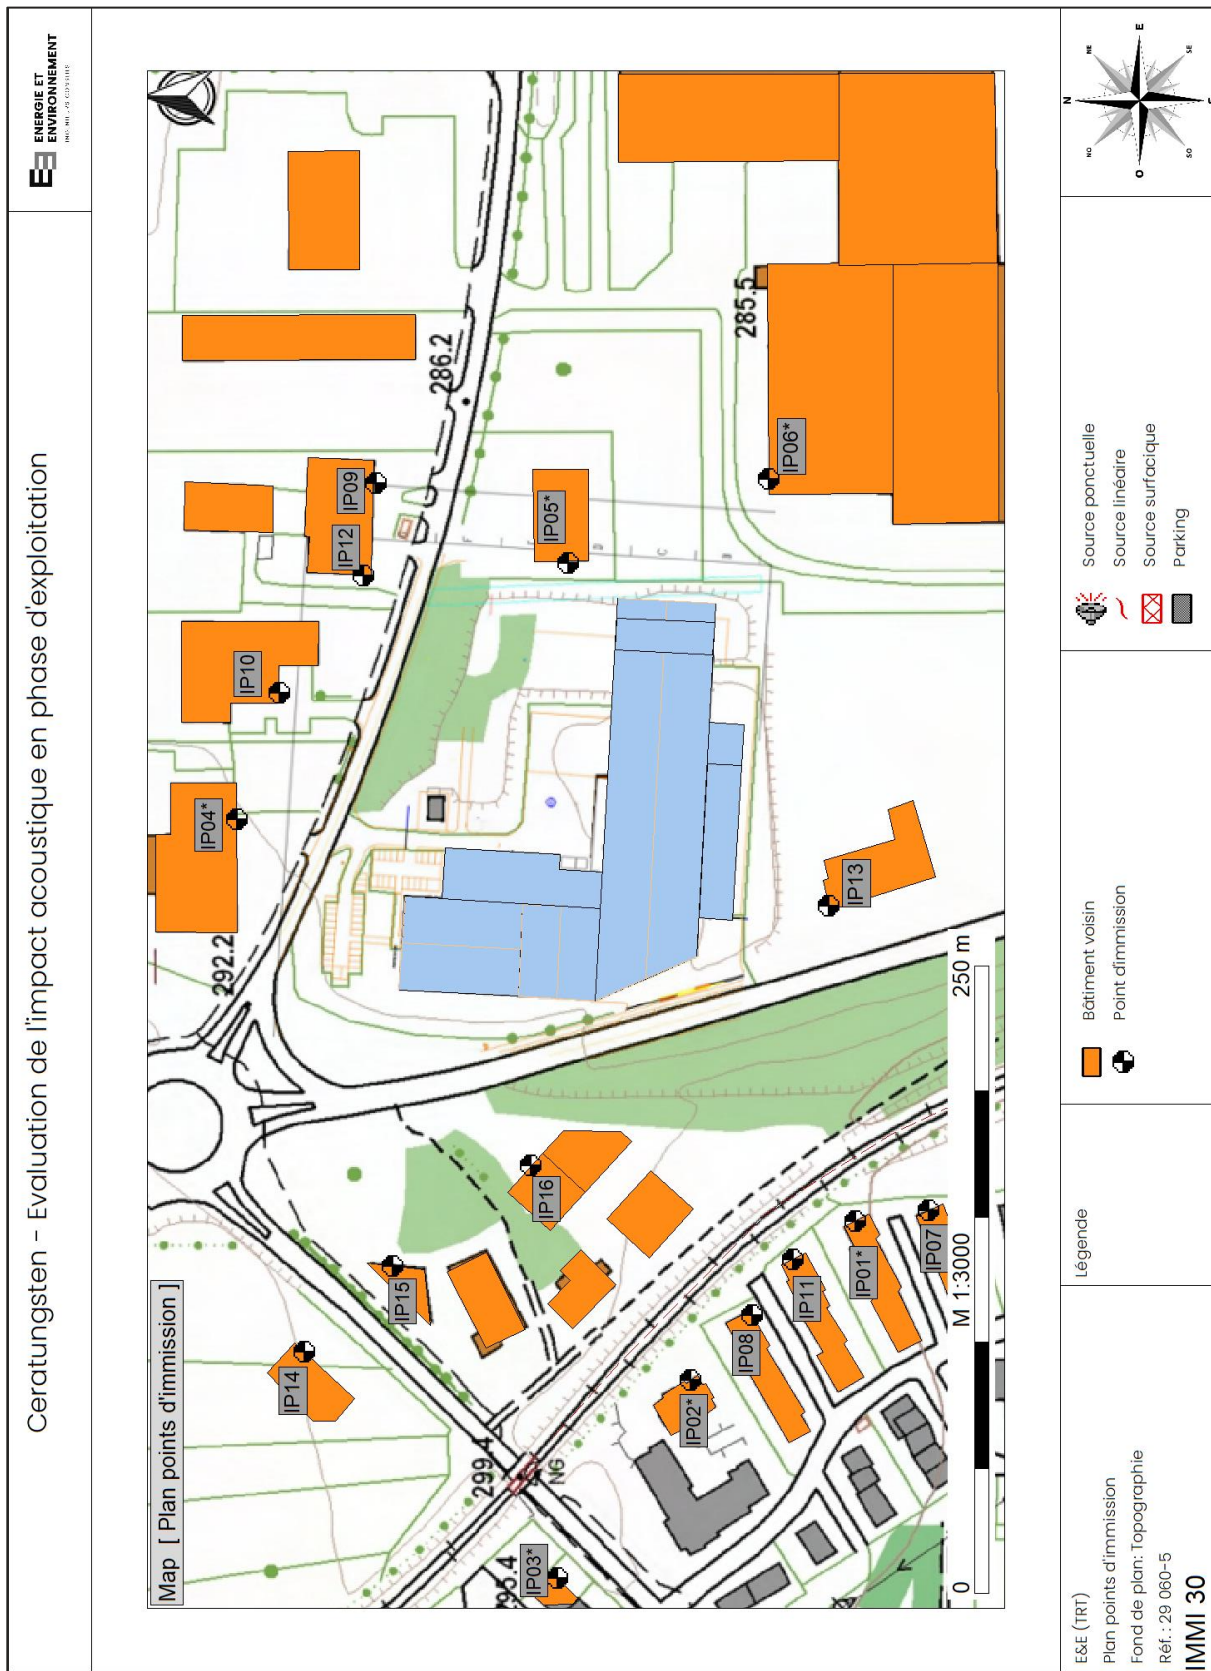 Ceratungsten - Evaluation de l'impact acoustique en phase d'exploitation
ENERGIE ET
ENVIRONNEMENT
Map [ Plan points d'immission ]
292.2
286.2
285.5
299.4
95.4
NG
IP14
IP15
IP16
IP03*
IP02*
IP08
IP11
IP01*
IP07
IP04*
IP10
IP12
IP09
IP05*
IP06*
IP13
F
D
C
0
M 1:3000
250 m
E&E (TRT)
Plan points d'immission
Fond de plan: Topographie
Réf.: 29 060-5
IMMI 30
Légende
Bâtiment voisin
Point d'immission
Source ponctuelle
Source linéaire
Source surfacique
Parking
N
NE
E
SE
SO
O
NO